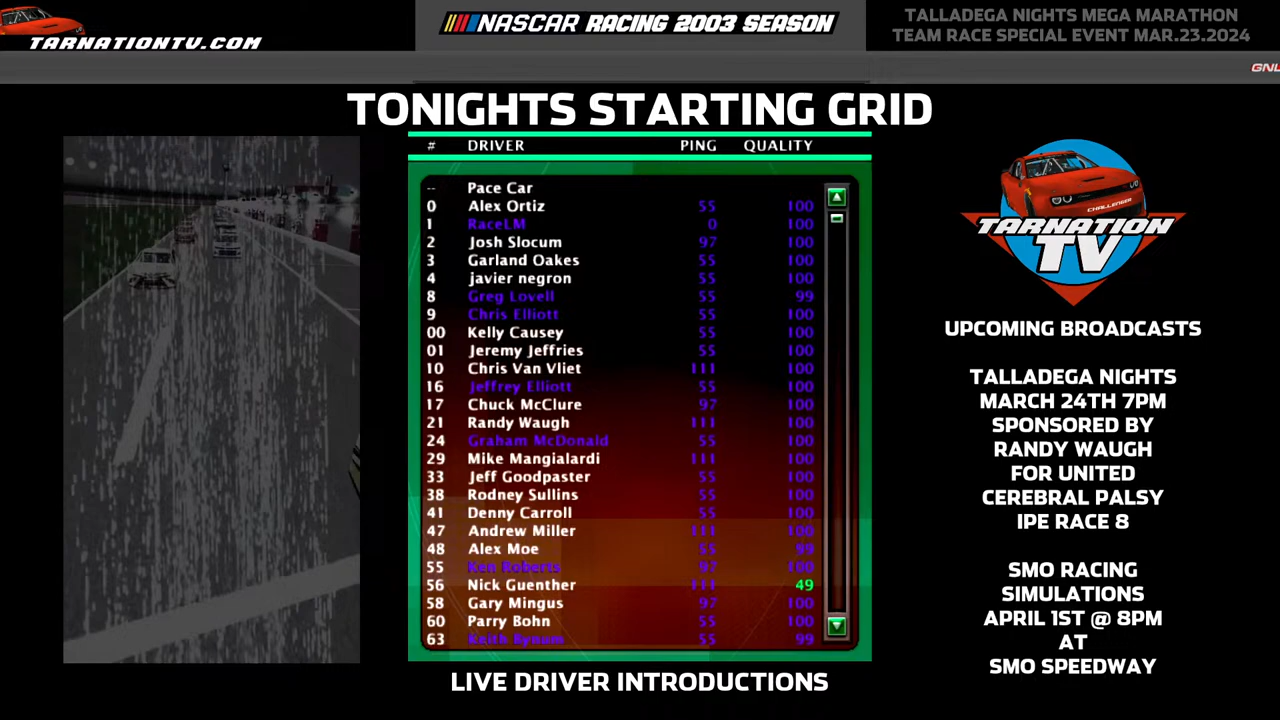 TARNATIONTV.COM
NASCAR RACING 2003 SEASON
TALLADEGA NIGHTS MEGA MARATHON
TEAM RACE SPECIAL EVENT MAR.23.2024
GNL
TONIGHTS STARTING GRID
# DRIVER PING QUALITY
-- Pace Car
0 Alex Ortiz 55 100
1 RaceLM 0 100
2 Josh Slocum 97 100
3 Garland Oakes 55 100
4 javier negron 55 100
8 Greg Lovell 55 99
9 Chris Elliott 55 100
00 Kelly Causey 55 100
01 Jeremy Jeffries 55 100
10 Chris Van Vliet 111 100
16 Jeffrey Elliott 55 100
17 Chuck McClure 97 100
21 Randy Waugh 111 100
24 Graham McDonald 55 100
29 Mike Mangialardi 111 100
33 Jeff Goodpaster 55 100
38 Rodney Sullins 55 100
41 Denny Carroll 55 100
47 Andrew Miller 111 100
48 Alex Moe 55 99
55 Ken Roberts 97 100
56 Nick Guenther 111 49
58 Gary Mingus 97 100
60 Parry Bohn 55 100
63 Keith Bynum 55 99
LIVE DRIVER INTRODUCTIONS
CHALLENGER
TARNATION
TV
UPCOMING BROADCASTS
TALLADEGA NIGHTS
MARCH 24TH 7PM
SPONSORED BY
RANDY WAUGH
FOR UNITED
CEREBRAL PALSY
IPE RACE 8
SMO RACING
SIMULATIONS
APRIL 1ST @ 8PM
AT
SMO SPEEDWAY